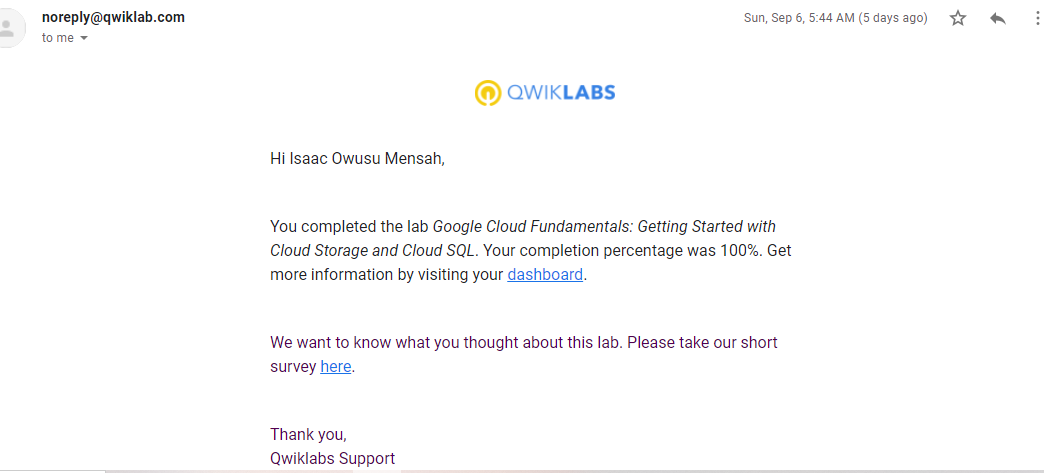 noreply@qwiklab.com
Sun, Sep 6, 5:44 AM (5 days ago)
to me
QWIKLABS
Hi Isaac Owusu Mensah,
You completed the lab Google Cloud Fundamentals: Getting Started with
Cloud Storage and Cloud SQL. Your completion percentage was 100%. Get
more information by visiting your dashboard.
We want to know what you thought about this lab. Please take our short
survey here.
Thank you,
Qwiklabs Support